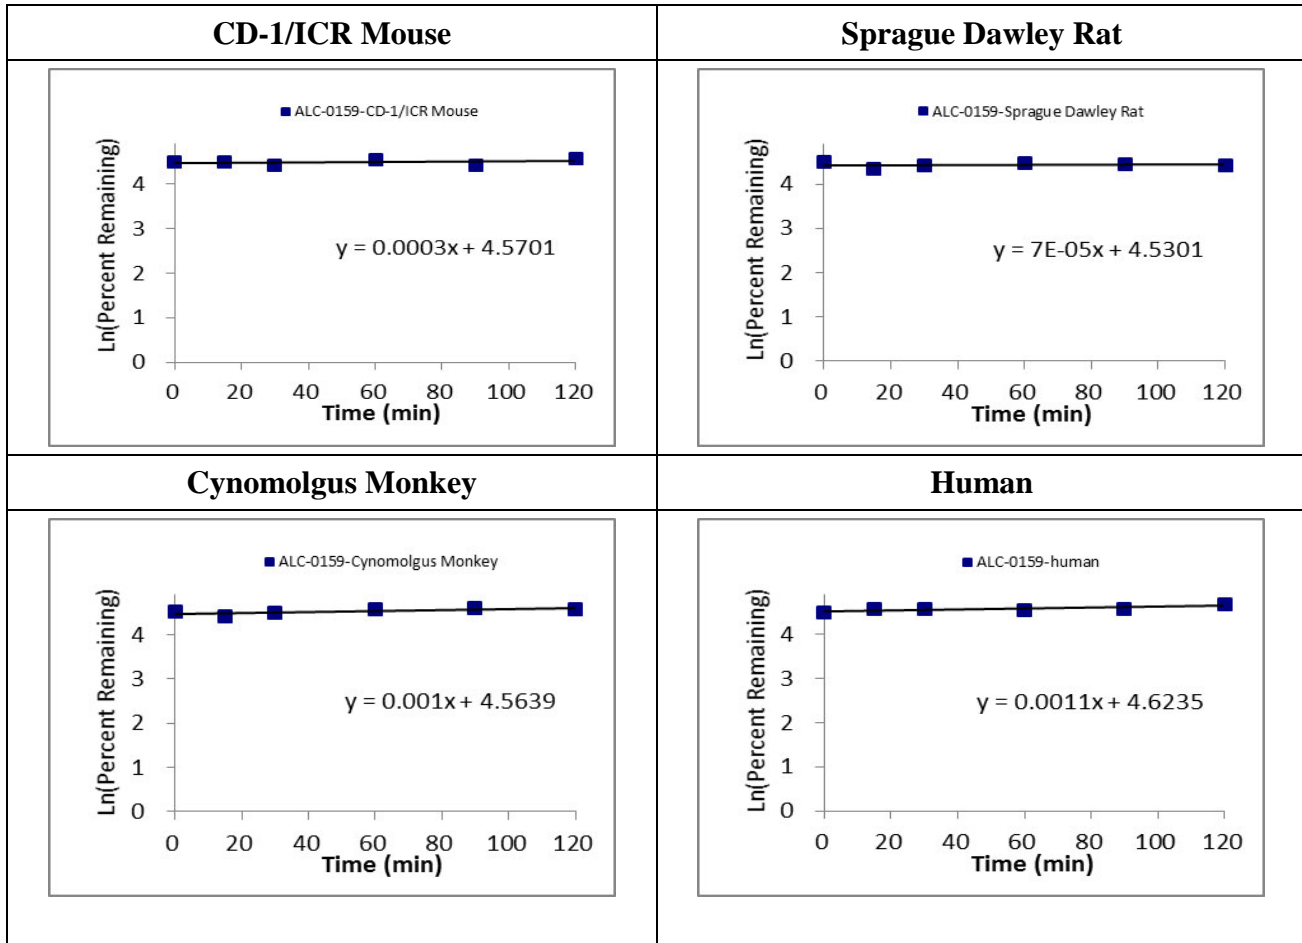 CD-1/ICR Mouse
Sprague Dawley Rat
ALC-0159-CD-1/ICR Mouse
Ln(Percent Remaining)
4
3
2
1
0
y = 0.0003x + 4.5701
0 20 40 60 80 100 120
Time (min)
ALC-0159-Sprague Dawley Rat
Ln(Percent Remaining)
4
3
2
1
0
y = 7E-05x + 4.5301
0 20 40 60 80 100 120
Time (min)
Cynomolgus Monkey
Human
ALC-0159-Cynomolgus Monkey
Ln(Percent Remaining)
4
3
2
1
0
y = 0.001x + 4.5639
0 20 40 60 80 100 120
Time (min)
ALC-0159-human
Ln(Percent Remaining)
4
3
2
1
0
y = 0.0011x + 4.6235
0 20 40 60 80 100 120
Time (min)